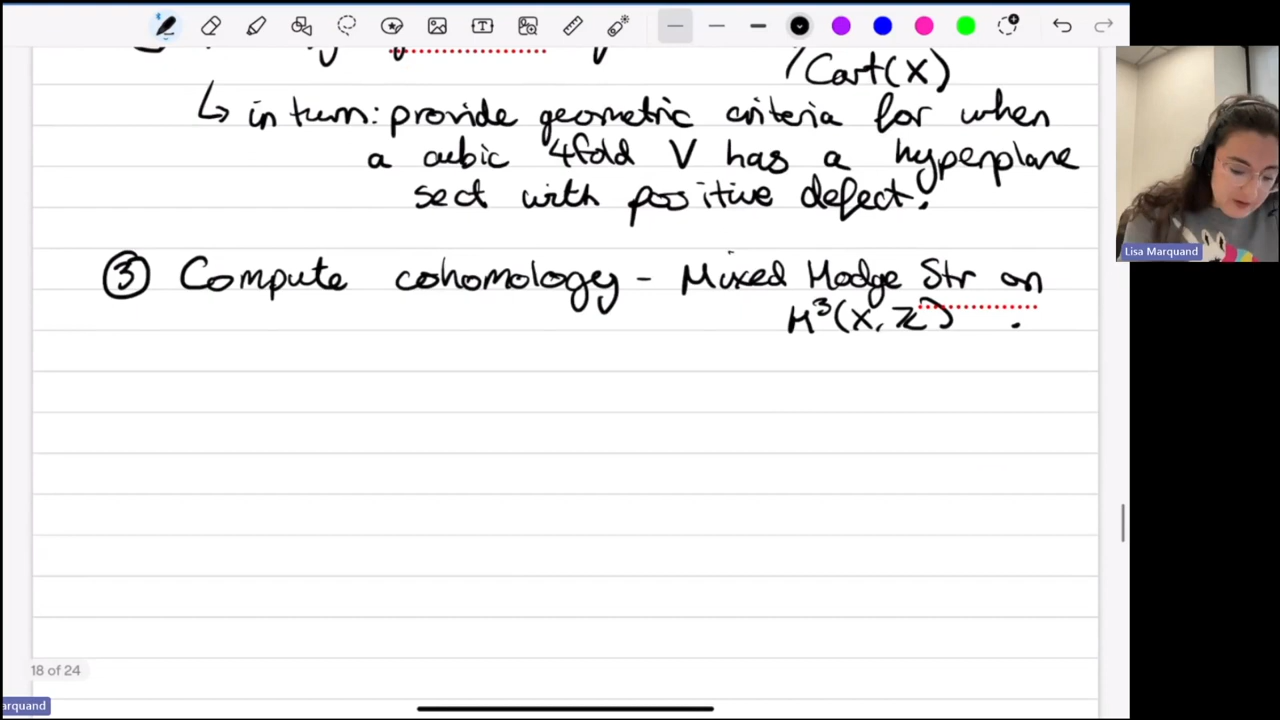 /Cart(X)
↳ in turn: provide geometric criteria for when
a cubic 4fold V has a hyperplane
sect with positive defect.
③ Compute cohomology - Mixed Hodge Str on
H³(X, ℤ) .
Lisa Marquand
18 of 24
arquand